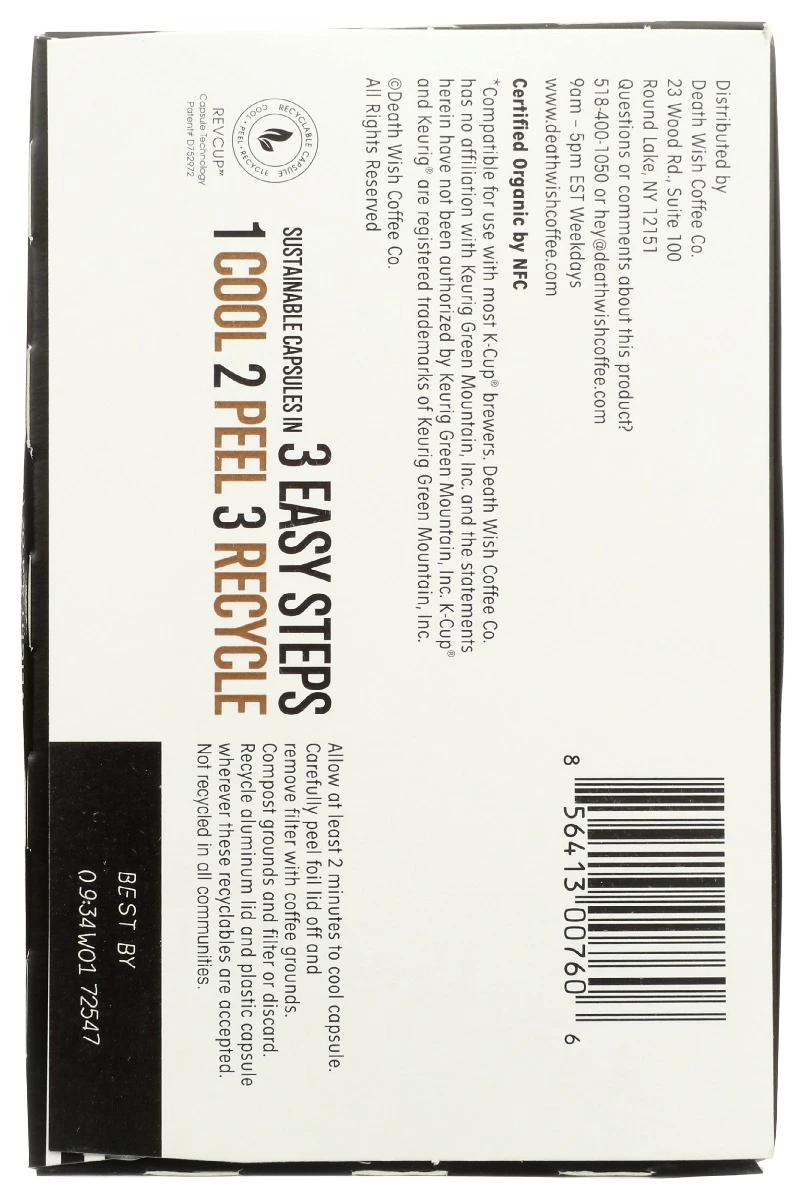 Distributed by
Death Wish Coffee Co.
23 Wood Rd., Suite 100
Round Lake, NY 12151
Questions or comments about this product?
518-400-1050 or hey@deathwishcoffee.com
9am – 5pm EST Weekdays
www.deathwishcoffee.com
Certified Organic by NFC
*Compatible for use with most K-Cup® brewers. Death Wish Coffee Co.
has no affiliation with Keurig Green Mountain, Inc. and the statements
herein have not been authorized by Keurig Green Mountain, Inc. K-Cup®
and Keurig® are registered trademarks of Keurig Green Mountain, Inc.
©Death Wish Coffee Co.
All Rights Reserved
RECYCLABLE CAPSULE
COOL • PEEL • RECYCLE
REVCUP™
Capsule Technology
Patent# D752972
SUSTAINABLE CAPSULES IN 3 EASY STEPS
1 COOL 2 PEEL 3 RECYCLE
Allow at least 2 minutes to cool capsule.
Carefully peel foil lid off and
remove filter with coffee grounds.
Compost grounds and filter or discard.
Recycle aluminum lid and plastic capsule
wherever these recyclables are accepted.
Not recycled in all communities.
8 56413 00760 6
BEST BY
09:34 W01 72547